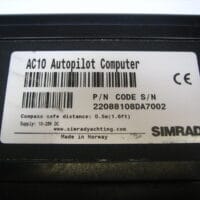 AC10 Autopilot Computer
P/N CODE S/N
22088108DA7002
Compass safe distance: 0.5m(1.6ft)
Supply: 10-28V DC
SIMRAD
www.simradyachting.com
Made in Norway
CE